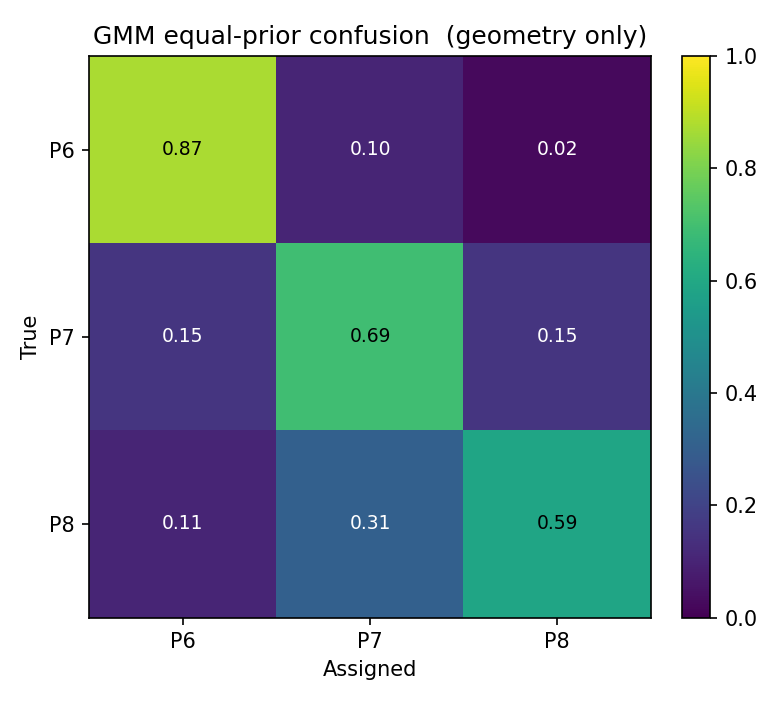 GMM equal-prior confusion  (geometry only)
P6 0.87 0.10 0.02
P7 0.15 0.69 0.15
P8 0.11 0.31 0.59
P6 P7 P8
Assigned
True
1.0
0.8
0.6
0.4
0.2
0.0